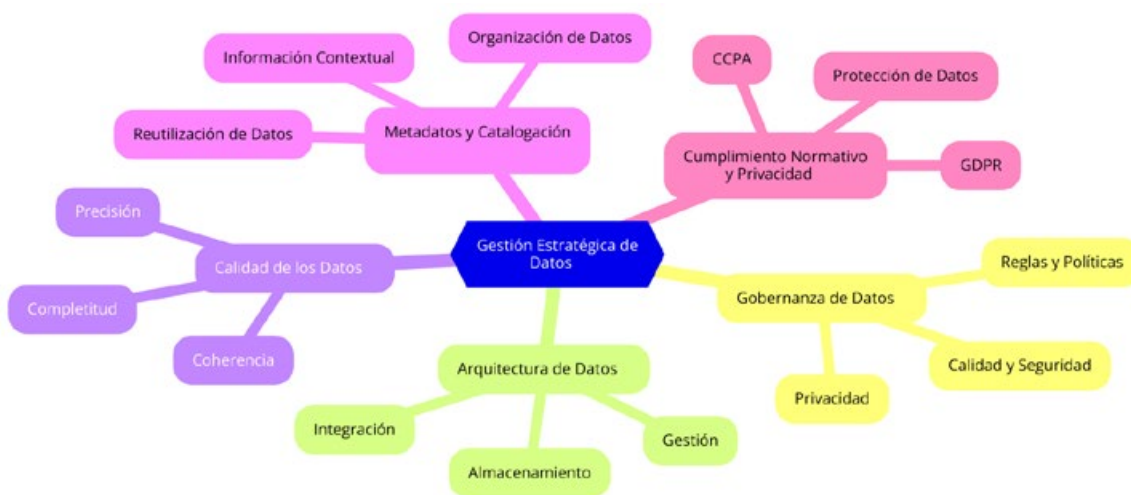 Organización de Datos
Información Contextual
Reutilización de Datos
Metadatos y Catalogación
CCPA
Protección de Datos
Cumplimiento Normativo
y Privacidad
GDPR
Precisión
Calidad de los Datos
Completitud
Coherencia
Gestión Estratégica de
Datos
Reglas y Políticas
Gobernanza de Datos
Calidad y Seguridad
Privacidad
Arquitectura de Datos
Integración
Almacenamiento
Gestión